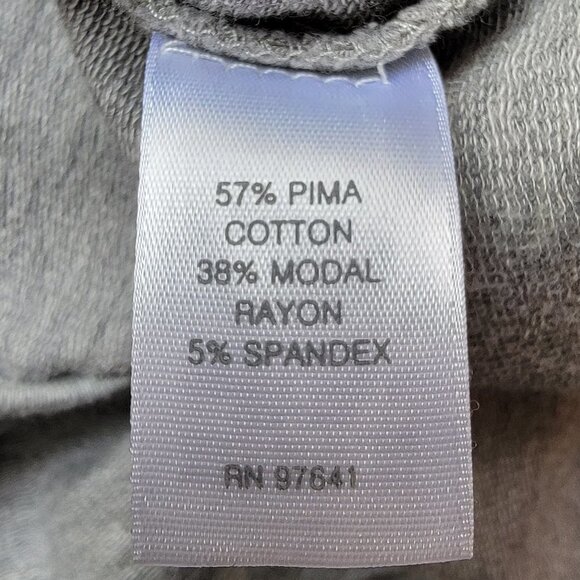 57% PIMA
COTTON
38% MODAL
RAYON
5% SPANDEX
RN 97641